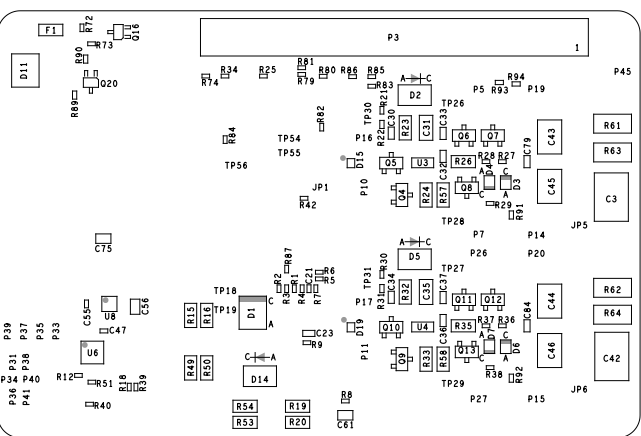 F1
R72
Q16
R73
R90
D11
Q20
R89
P3
1
R74
R34
R25
R81
R79
R80
R86
R85
R83
A C
D2
R21
TP30
R22
C30
P16
R23
C31
C33
TP26
P5
R93
R94
P19
P45
R61
R63
R84
R82
TP54
TP55
TP56
D15
Q5
U3
C32
R26
Q6
Q7
R28
R27
C79
C43
C45
C3
JP1
R42
P10
Q4
R24
R57
Q8
A
D4
C
C
D3
A
R29
R91
TP28
P7
P14
JP5
C75
R87
R6
R5
R2
R3
R1
R4
C21
R7
A C
D5
R30
TP31
P17
C34
R32
C35
C37
TP27
P26
P20
TP18
TP19
D1
C
A
R15
R16
C55
U8
C56
C47
C23
R9
D19
Q10
U4
C36
R35
Q11
Q12
R37
R36
C84
C44
C46
R62
R64
C42
P39
P37
P35
P33
P31
P38
P34
P40
P36
P41
U6
R12
R51
R18
R39
R40
R49
R50
C A
D14
P11
Q9
R33
R58
Q13
A
D7
C
C
D6
A
R38
R92
TP29
P27
P15
JP6
R54
R53
R19
R20
R8
C61